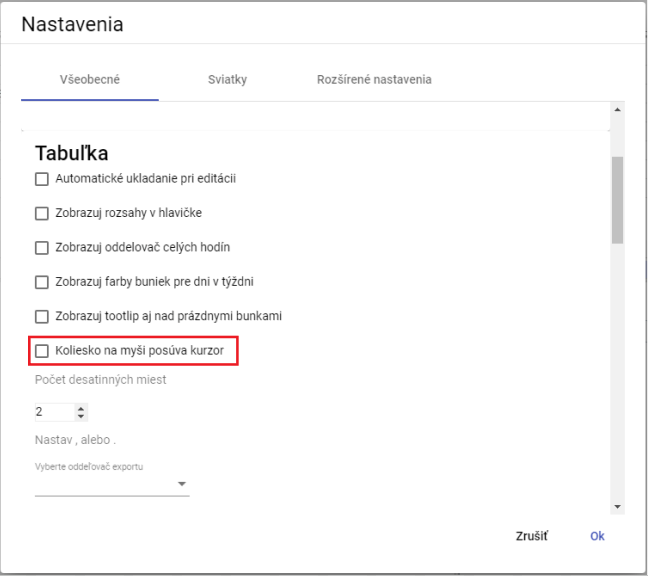 Nastavenia
Všeobecné Sviatky Rozšírené nastavenia
Tabuľka
Automatické ukladanie pri editácii
Zobrazuj rozsahy v hlavičke
Zobrazuj oddelovač celých hodín
Zobrazuj farby buniek pre dni v týždni
Zobrazuj tootlip aj nad prázdnymi bunkami
Koliesko na myši posúva kurzor
Počet desatinných miest
2
Nastav , alebo .
Vyberte oddeľovač exportu
Zrušiť Ok